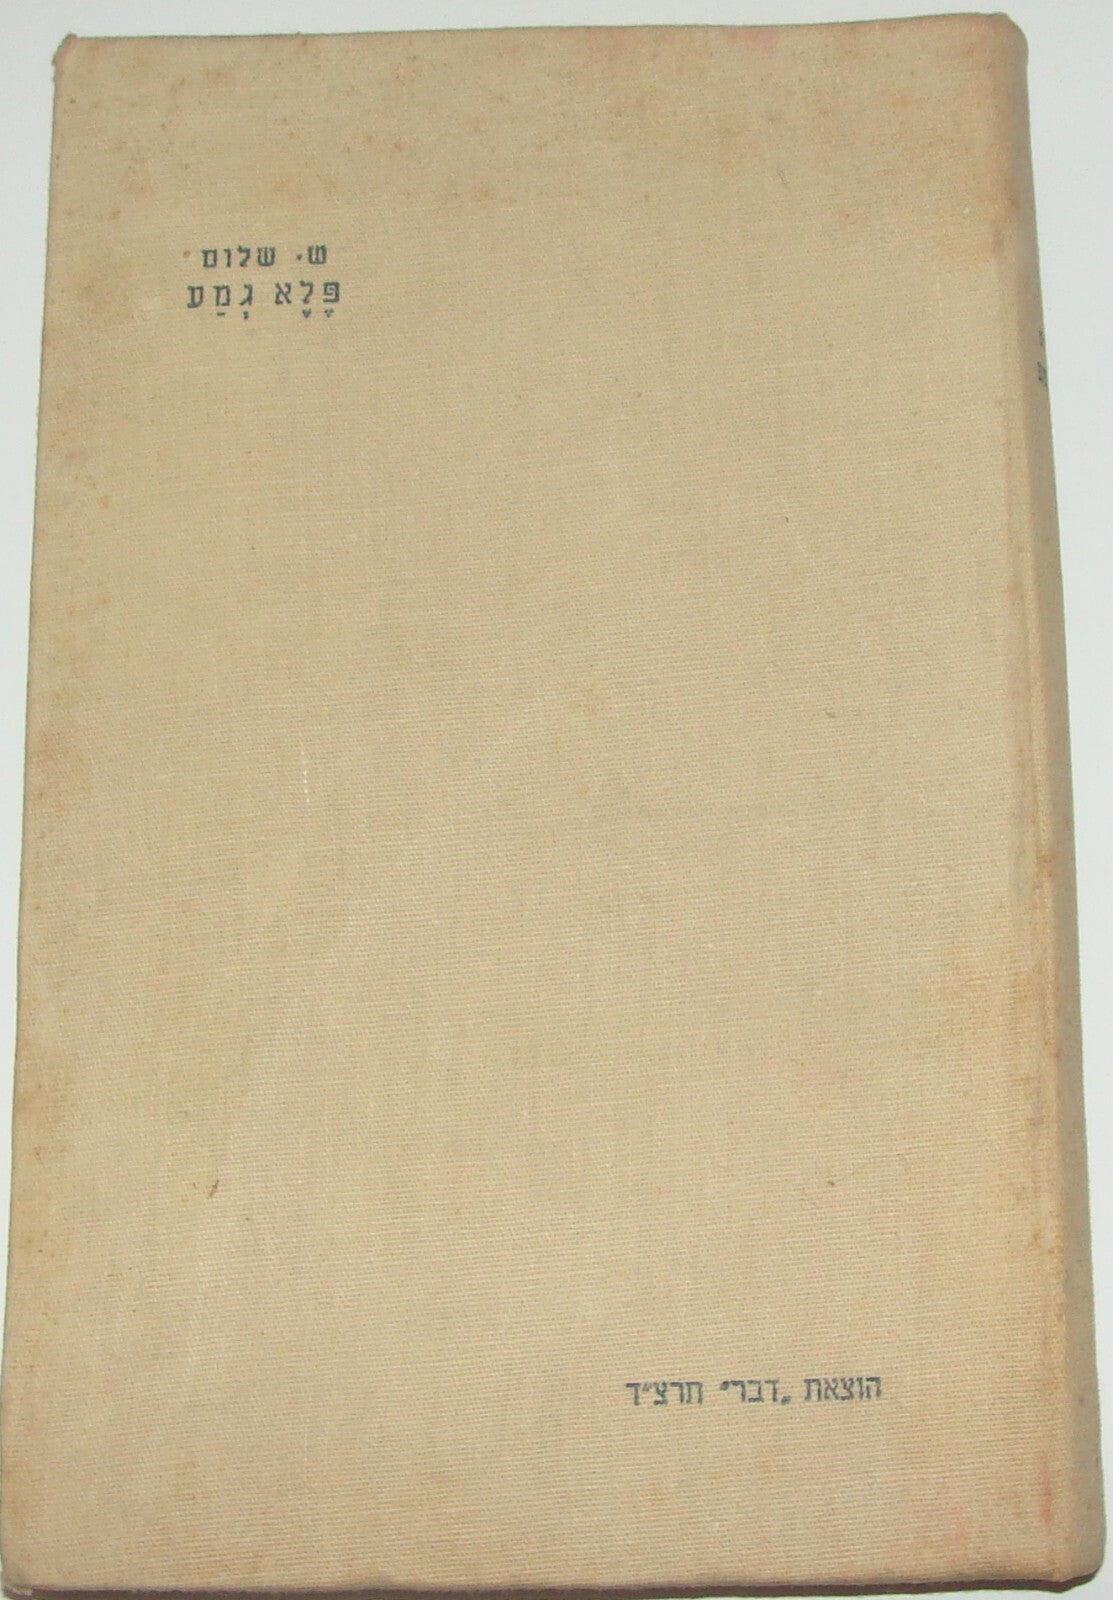 ש. שלום
פֶּלֶא גְמַע
הוצאת „דבר” תרצ״ד